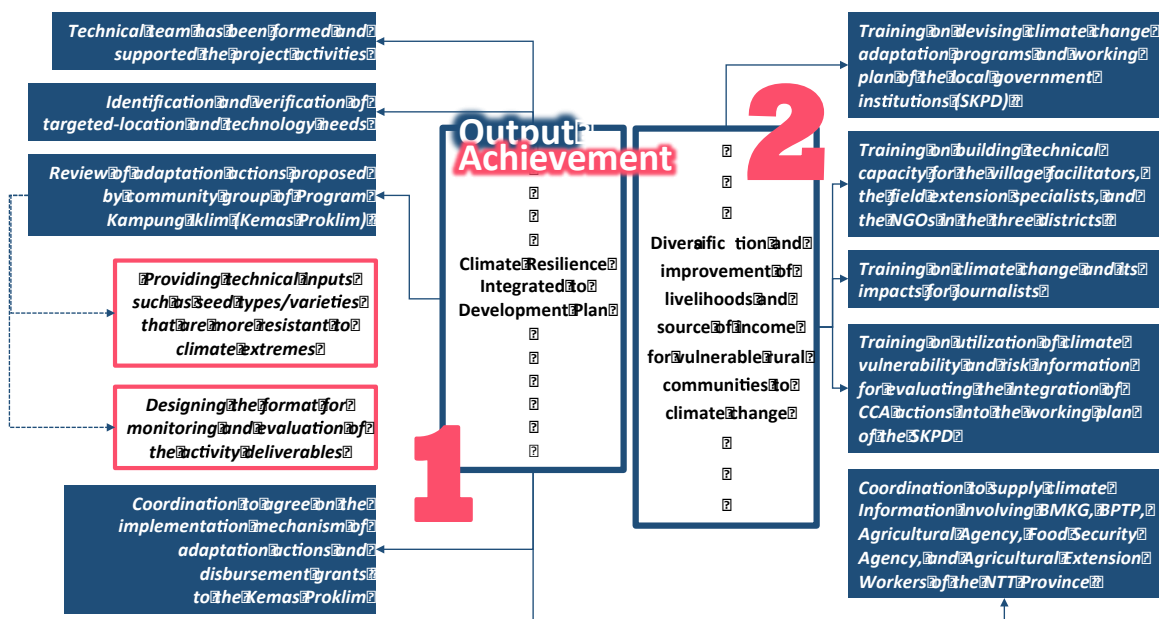 Technical team has been formed and
supported the project activities
Identification and verification of
targeted-location and technology needs
Review of adaptation actions proposed
by community group of Program
Kampung Iklim (Kemas Proklim)
Providing technical inputs
such as seed types/varieties
that are more resistant to
climate extremes
Designing the format for
monitoring and evaluation of
the activity deliverables
Coordination to agree on the
implementation mechanism of
adaptation actions and
disbursement grants
to the Kemas Proklim
Output
Achievement
1
Climate Resilience
Integrated to
Development Plan
2
Diversific tion and
improvement of
livelihoods and
source of income
for vulnerable rural
communities to
climate change
Training on devising climate change
adaptation programs and working
plan of the local government
institutions (SKPD)
Training on building technical
capacity for the village facilitators,
the field extension specialists, and
the NGOs in the three districts
Training on climate change and its
impacts for Journalists
Training on utilization of climate
vulnerability and risk information
for evaluating the integration of
CCA actions into the working plan
of the SKPD
Coordination to supply climate
Information involving BMKG, BPTP,
Agricultural Agency, Food Security
Agency, and Agricultural Extension
Workers of the NTT Province